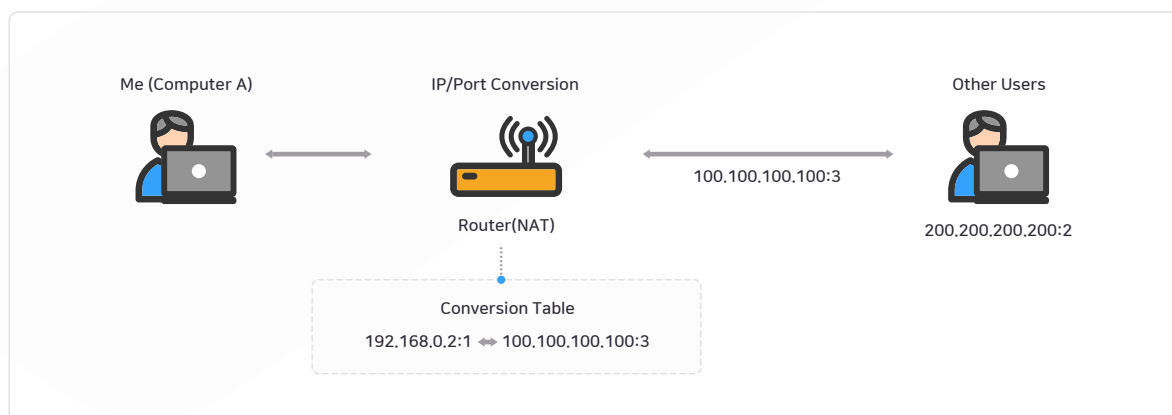 Me (Computer A)
IP/Port Conversion
Other Users
100.100.100.100:3
Router(NAT)
200.200.200.200:2
Conversion Table
192.168.0.2:1 ⇔ 100.100.100.100:3